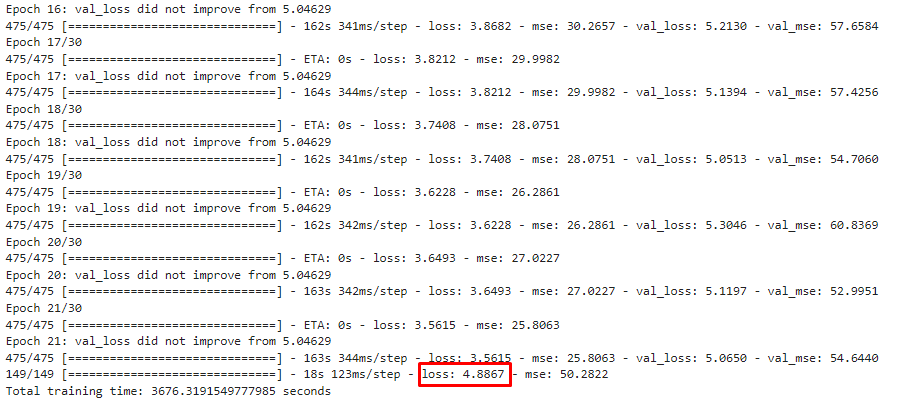 Epoch 16: val_loss did not improve from 5.04629
475/475 [==============================] - 162s 341ms/step - loss: 3.8682 - mse: 30.2657 - val_loss: 5.2130 - val_mse: 57.6584
Epoch 17/30
475/475 [==============================] - ETA: 0s - loss: 3.8212 - mse: 29.9982
Epoch 17: val_loss did not improve from 5.04629
475/475 [==============================] - 164s 344ms/step - loss: 3.8212 - mse: 29.9982 - val_loss: 5.1394 - val_mse: 57.4256
Epoch 18/30
475/475 [==============================] - ETA: 0s - loss: 3.7408 - mse: 28.0751
Epoch 18: val_loss did not improve from 5.04629
475/475 [==============================] - 162s 341ms/step - loss: 3.7408 - mse: 28.0751 - val_loss: 5.0513 - val_mse: 54.7060
Epoch 19/30
475/475 [==============================] - ETA: 0s - loss: 3.6228 - mse: 26.2861
Epoch 19: val_loss did not improve from 5.04629
475/475 [==============================] - 162s 342ms/step - loss: 3.6228 - mse: 26.2861 - val_loss: 5.3046 - val_mse: 60.8369
Epoch 20/30
475/475 [==============================] - ETA: 0s - loss: 3.6493 - mse: 27.0227
Epoch 20: val_loss did not improve from 5.04629
475/475 [==============================] - 163s 342ms/step - loss: 3.6493 - mse: 27.0227 - val_loss: 5.1197 - val_mse: 52.9951
Epoch 21/30
475/475 [==============================] - ETA: 0s - loss: 3.5615 - mse: 25.8063
Epoch 21: val_loss did not improve from 5.04629
475/475 [==============================] - 163s 344ms/step - loss: 3.5615 - mse: 25.8063 - val_loss: 5.0650 - val_mse: 54.6440
149/149 [==============================] - 18s 123ms/step - loss: 4.8867 - mse: 50.2822
Total training time: 3676.3191549777985 seconds